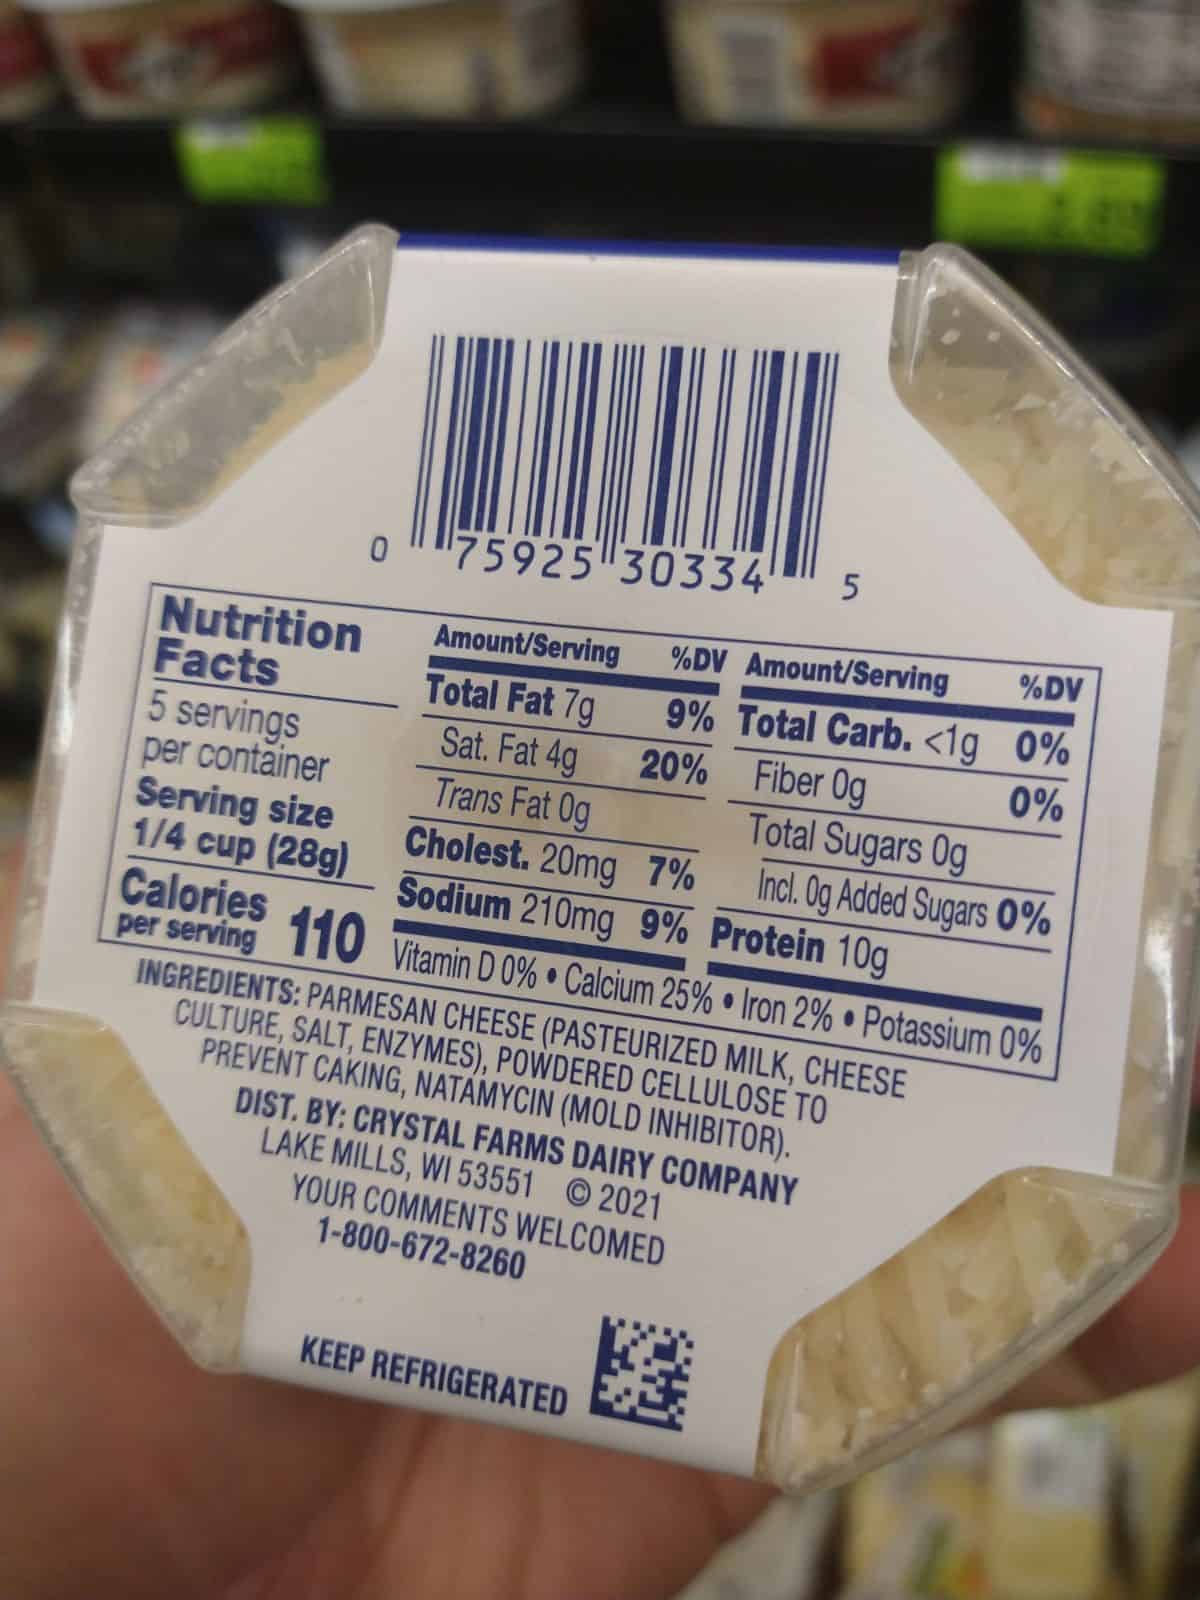 0 75925 30334 5
Nutrition
Facts
5 servings
per container
Serving size
1/4 cup (28g)
Calories
per serving 110
Amount/Serving %DV
Total Fat 7g 9%
Sat. Fat 4g 20%
Trans Fat 0g
Cholest. 20mg 7%
Sodium 210mg 9%
Amount/Serving %DV
Total Carb. <1g 0%
Fiber 0g 0%
Total Sugars 0g
Incl. 0g Added Sugars 0%
Protein 10g
Vitamin D 0% • Calcium 25% • Iron 2% • Potassium 0%
INGREDIENTS: PARMESAN CHEESE (PASTEURIZED MILK, CHEESE
CULTURE, SALT, ENZYMES), POWDERED CELLULOSE TO
PREVENT CAKING, NATAMYCIN (MOLD INHIBITOR).
DIST. BY: CRYSTAL FARMS DAIRY COMPANY
LAKE MILLS, WI 53551 © 2021
YOUR COMMENTS WELCOMED
1-800-672-8260
KEEP REFRIGERATED